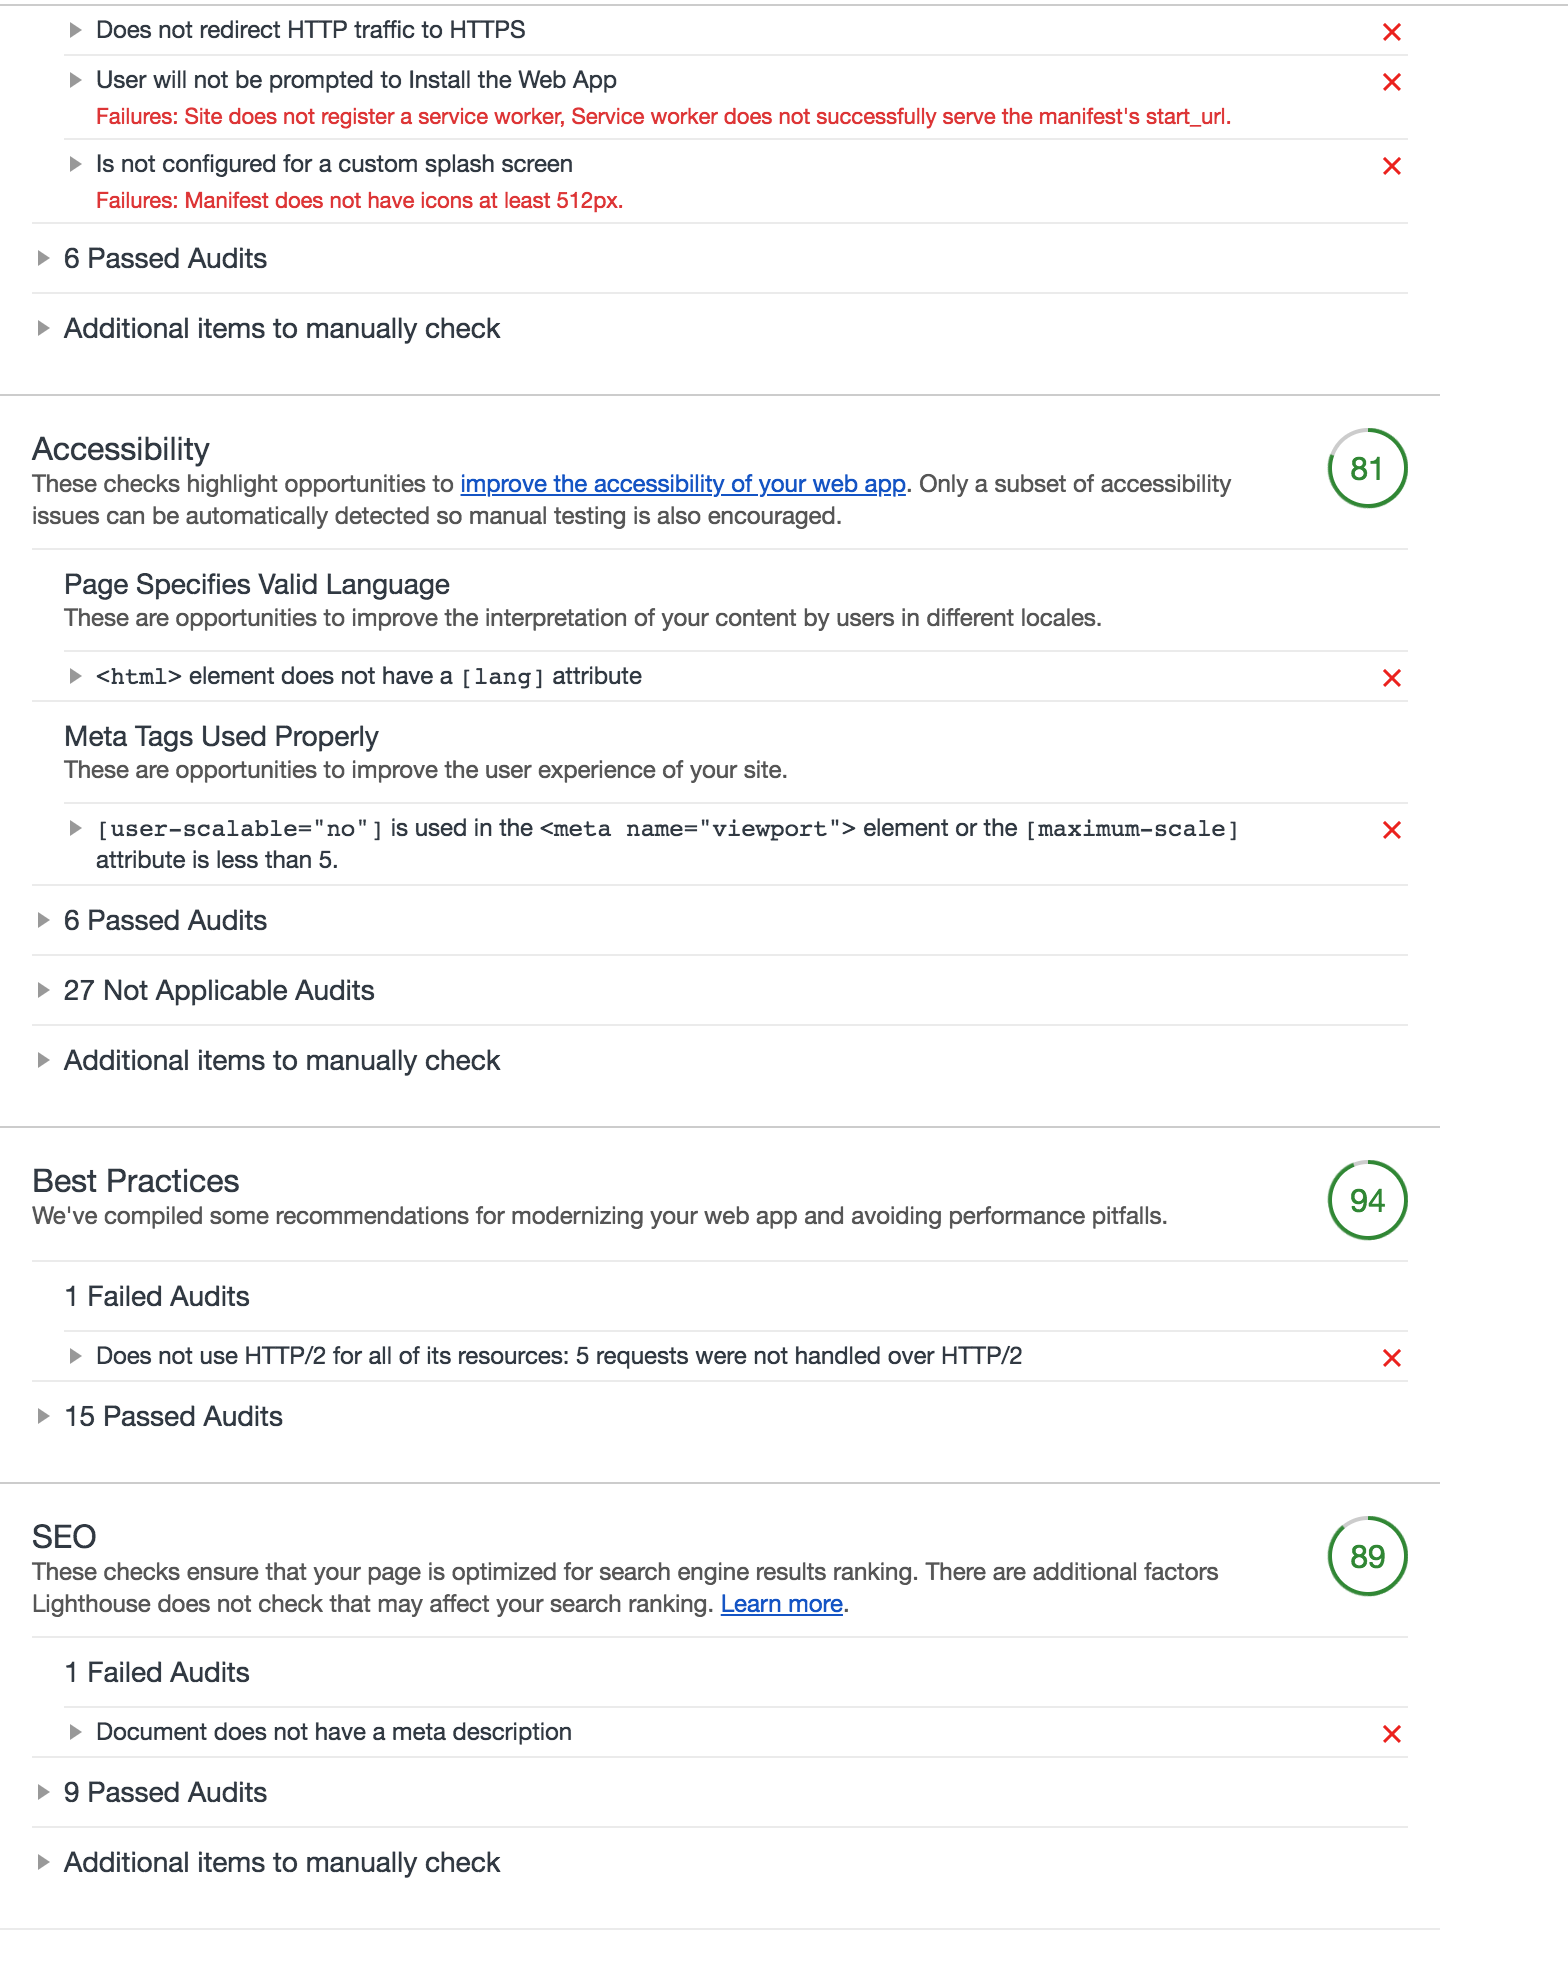 Does not redirect HTTP traffic to HTTPS
User will not be prompted to Install the Web App
Failures: Site does not register a service worker, Service worker does not successfully serve the manifest's start_url.
Is not configured for a custom splash screen
Failures: Manifest does not have icons at least 512px.
6 Passed Audits
Additional items to manually check
Accessibility
81
These checks highlight opportunities to improve the accessibility of your web app. Only a subset of accessibility
issues can be automatically detected so manual testing is also encouraged.
Page Specifies Valid Language
These are opportunities to improve the interpretation of your content by users in different locales.
<html> element does not have a [lang] attribute
Meta Tags Used Properly
These are opportunities to improve the user experience of your site.
[user-scalable="no"] is used in the <meta name="viewport"> element or the [maximum-scale]
attribute is less than 5.
6 Passed Audits
27 Not Applicable Audits
Additional items to manually check
Best Practices
94
We've compiled some recommendations for modernizing your web app and avoiding performance pitfalls.
1 Failed Audits
Does not use HTTP/2 for all of its resources: 5 requests were not handled over HTTP/2
15 Passed Audits
SEO
89
These checks ensure that your page is optimized for search engine results ranking. There are additional factors
Lighthouse does not check that may affect your search ranking. Learn more.
1 Failed Audits
Document does not have a meta description
9 Passed Audits
Additional items to manually check